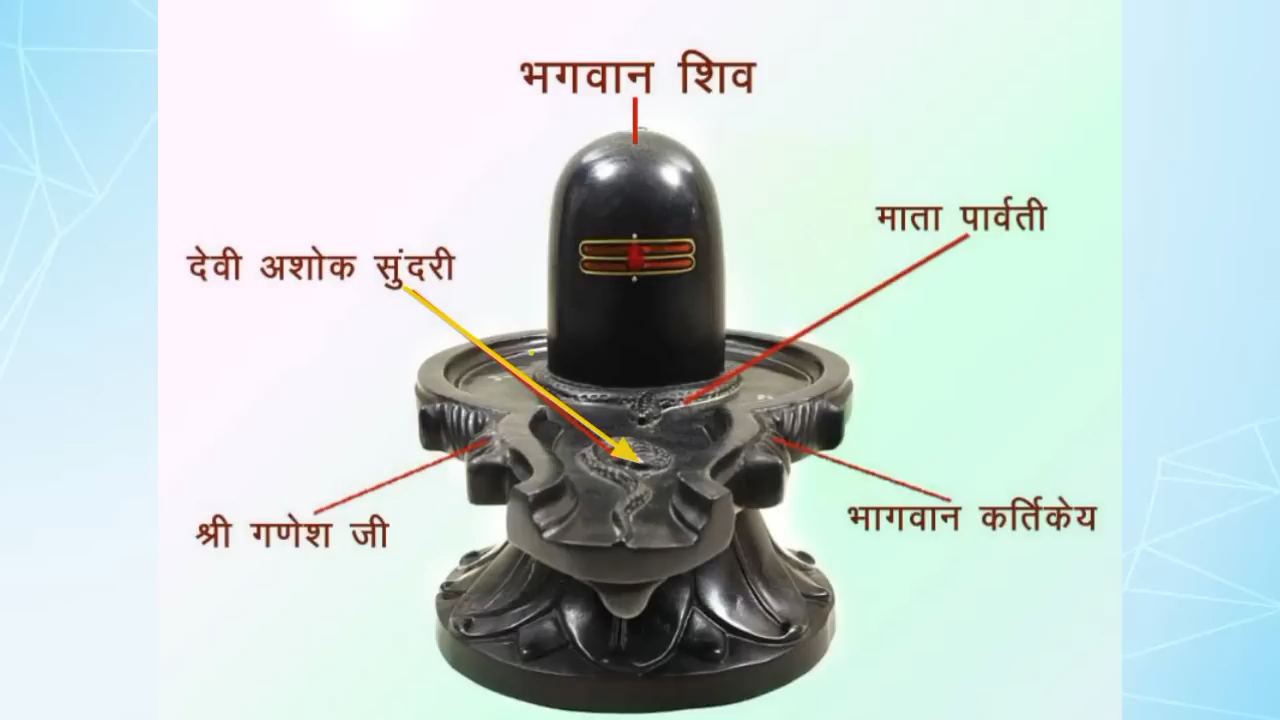 भगवान शिव
माता पार्वती
देवी अशोक सुंदरी
श्री गणेश जी
भागवान कर्तिकेय